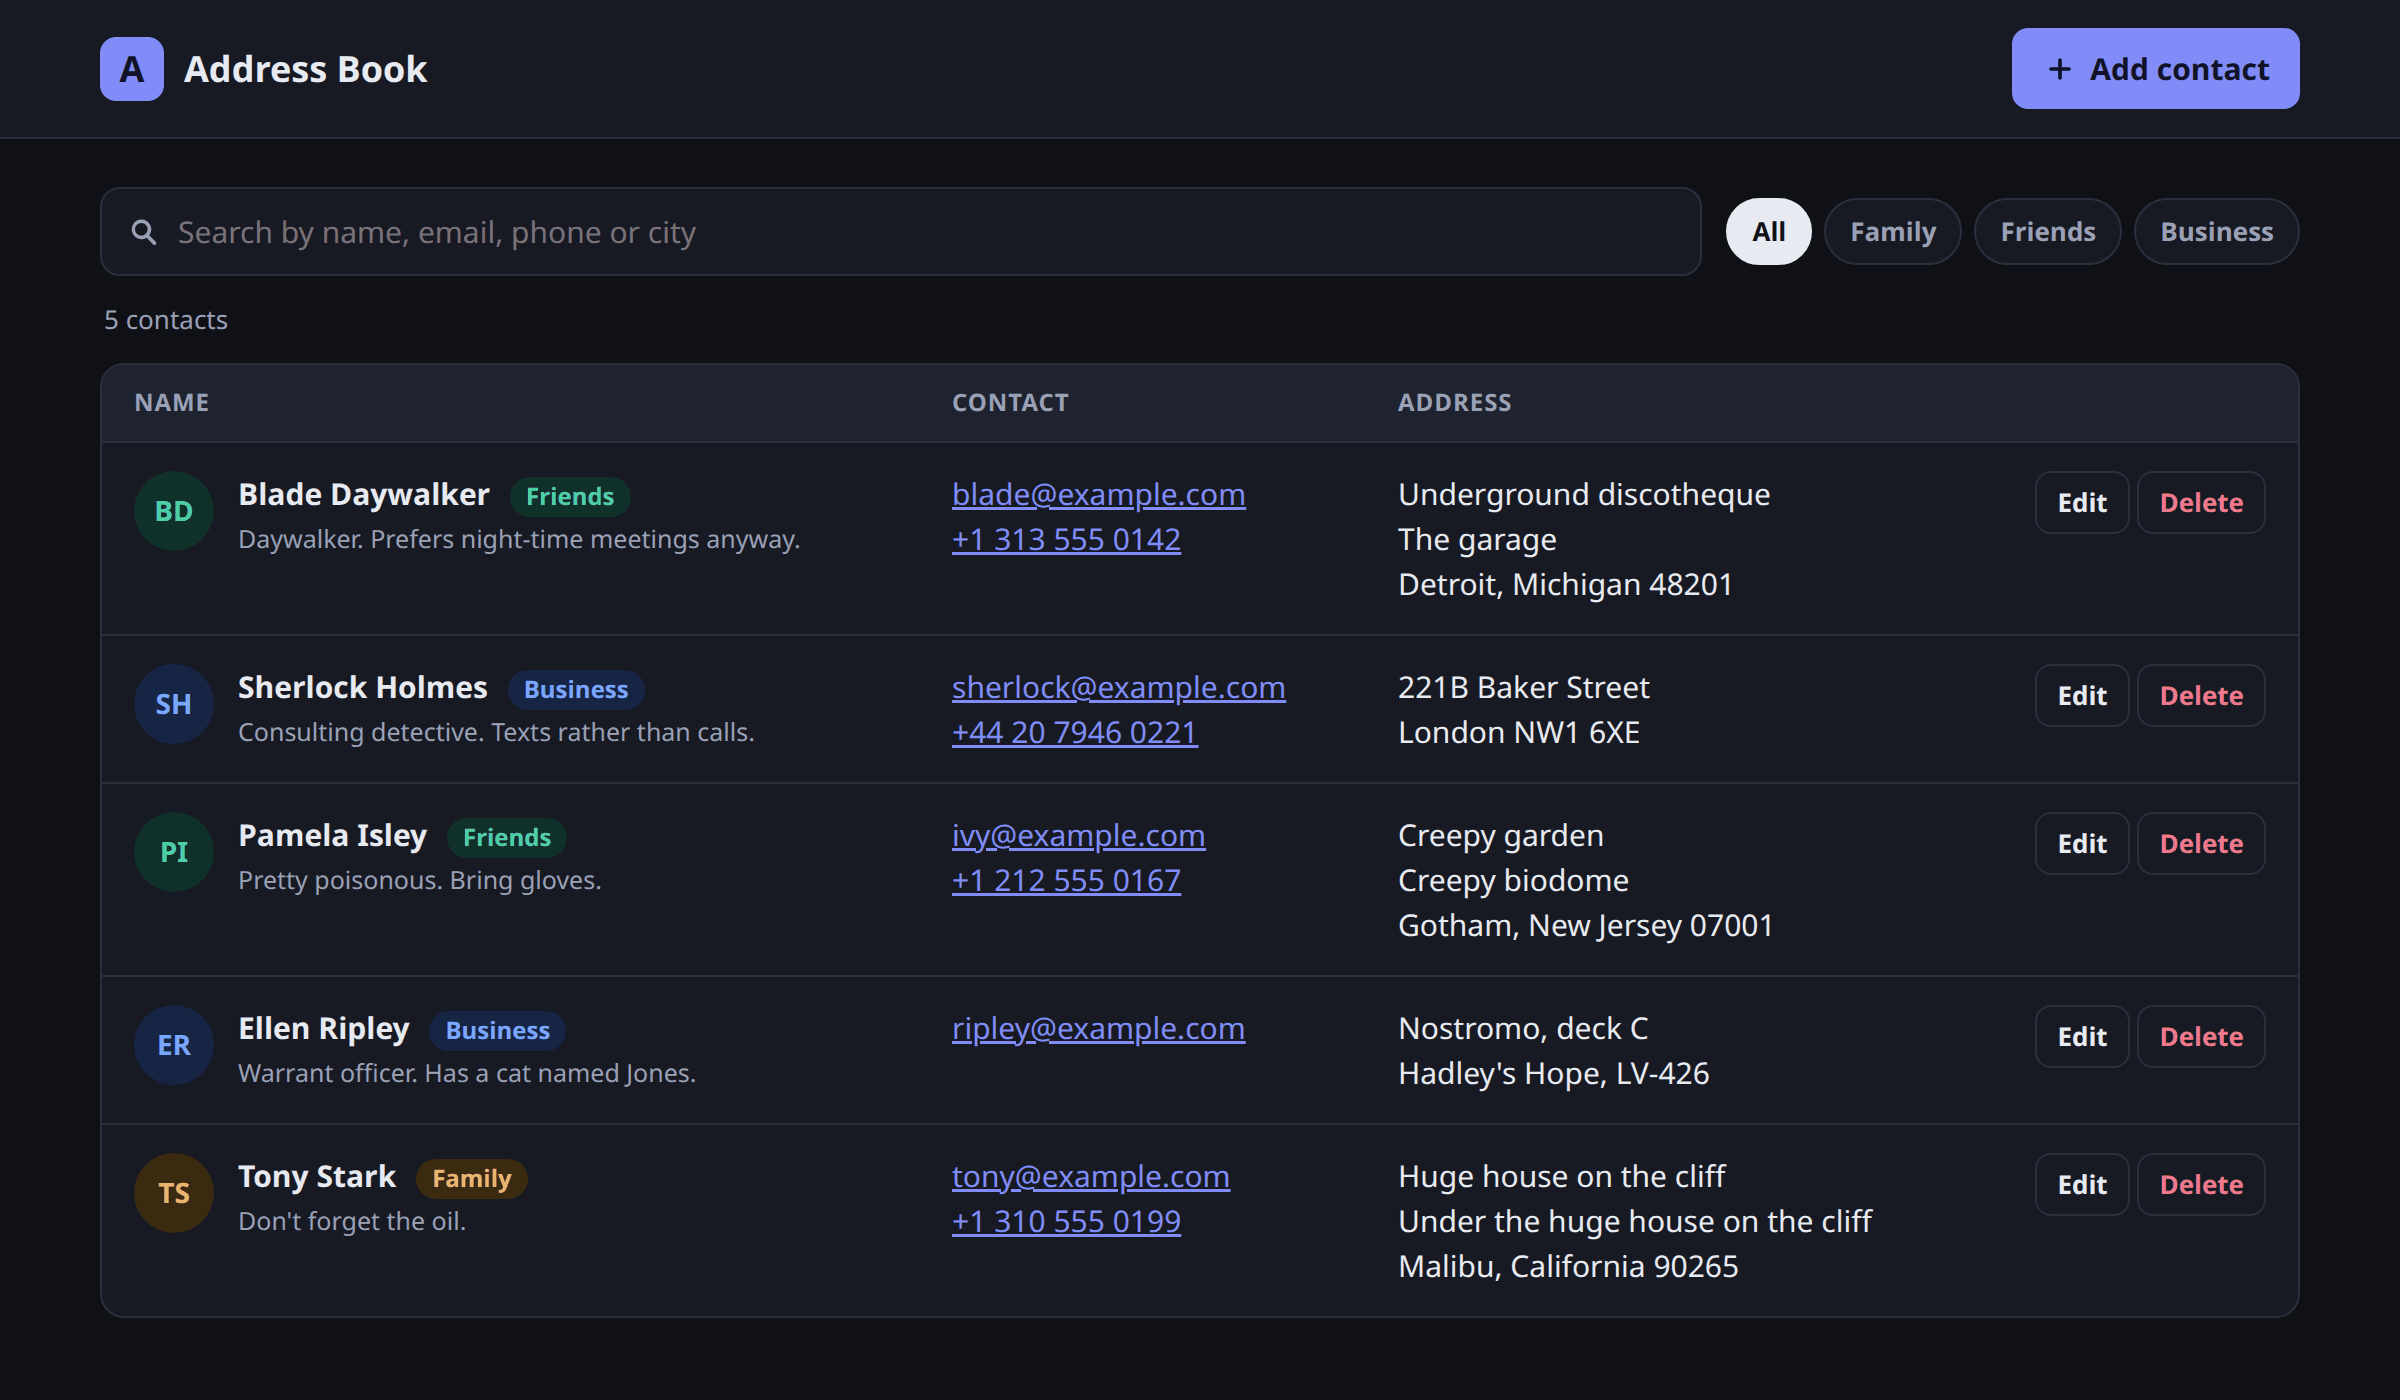 A Address Book
+ Add contact
Search by name, email, phone or city
All Family Friends Business
5 contacts
NAME CONTACT ADDRESS
BD Blade Daywalker Friends
Daywalker. Prefers night-time meetings anyway.
blade@example.com
+1 313 555 0142
Underground discotheque
The garage
Detroit, Michigan 48201
Edit Delete
SH Sherlock Holmes Business
Consulting detective. Texts rather than calls.
sherlock@example.com
+44 20 7946 0221
221B Baker Street
London NW1 6XE
Edit Delete
PI Pamela Isley Friends
Pretty poisonous. Bring gloves.
ivy@example.com
+1 212 555 0167
Creepy garden
Creepy biodome
Gotham, New Jersey 07001
Edit Delete
ER Ellen Ripley Business
Warrant officer. Has a cat named Jones.
ripley@example.com
Nostromo, deck C
Hadley's Hope, LV-426
Edit Delete
TS Tony Stark Family
Don't forget the oil.
tony@example.com
+1 310 555 0199
Huge house on the cliff
Under the huge house on the cliff
Malibu, California 90265
Edit Delete